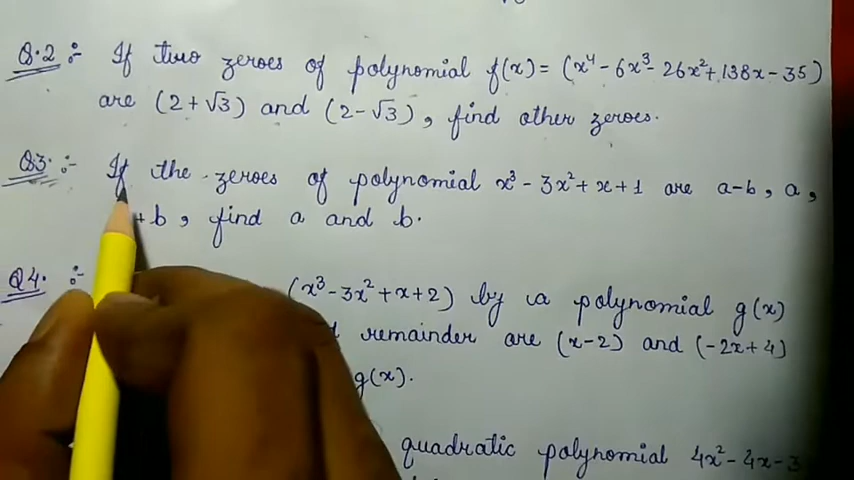 Q.2 :- If two zeroes of polynomial f(x) = (x⁴ - 6x³ - 26x² + 138x - 35)
are (2 + √3) and (2 - √3), find other zeroes.
Q3. :- If the zeroes of polynomial x³ - 3x² + x + 1 are a-b, a,
+b, find a and b.
Q4. :- (x³ - 3x² + x + 2) by a polynomial g(x)
remainder are (x-2) and (-2x+4)
g(x).
quadratic polynomial 4x² - 4x - 3